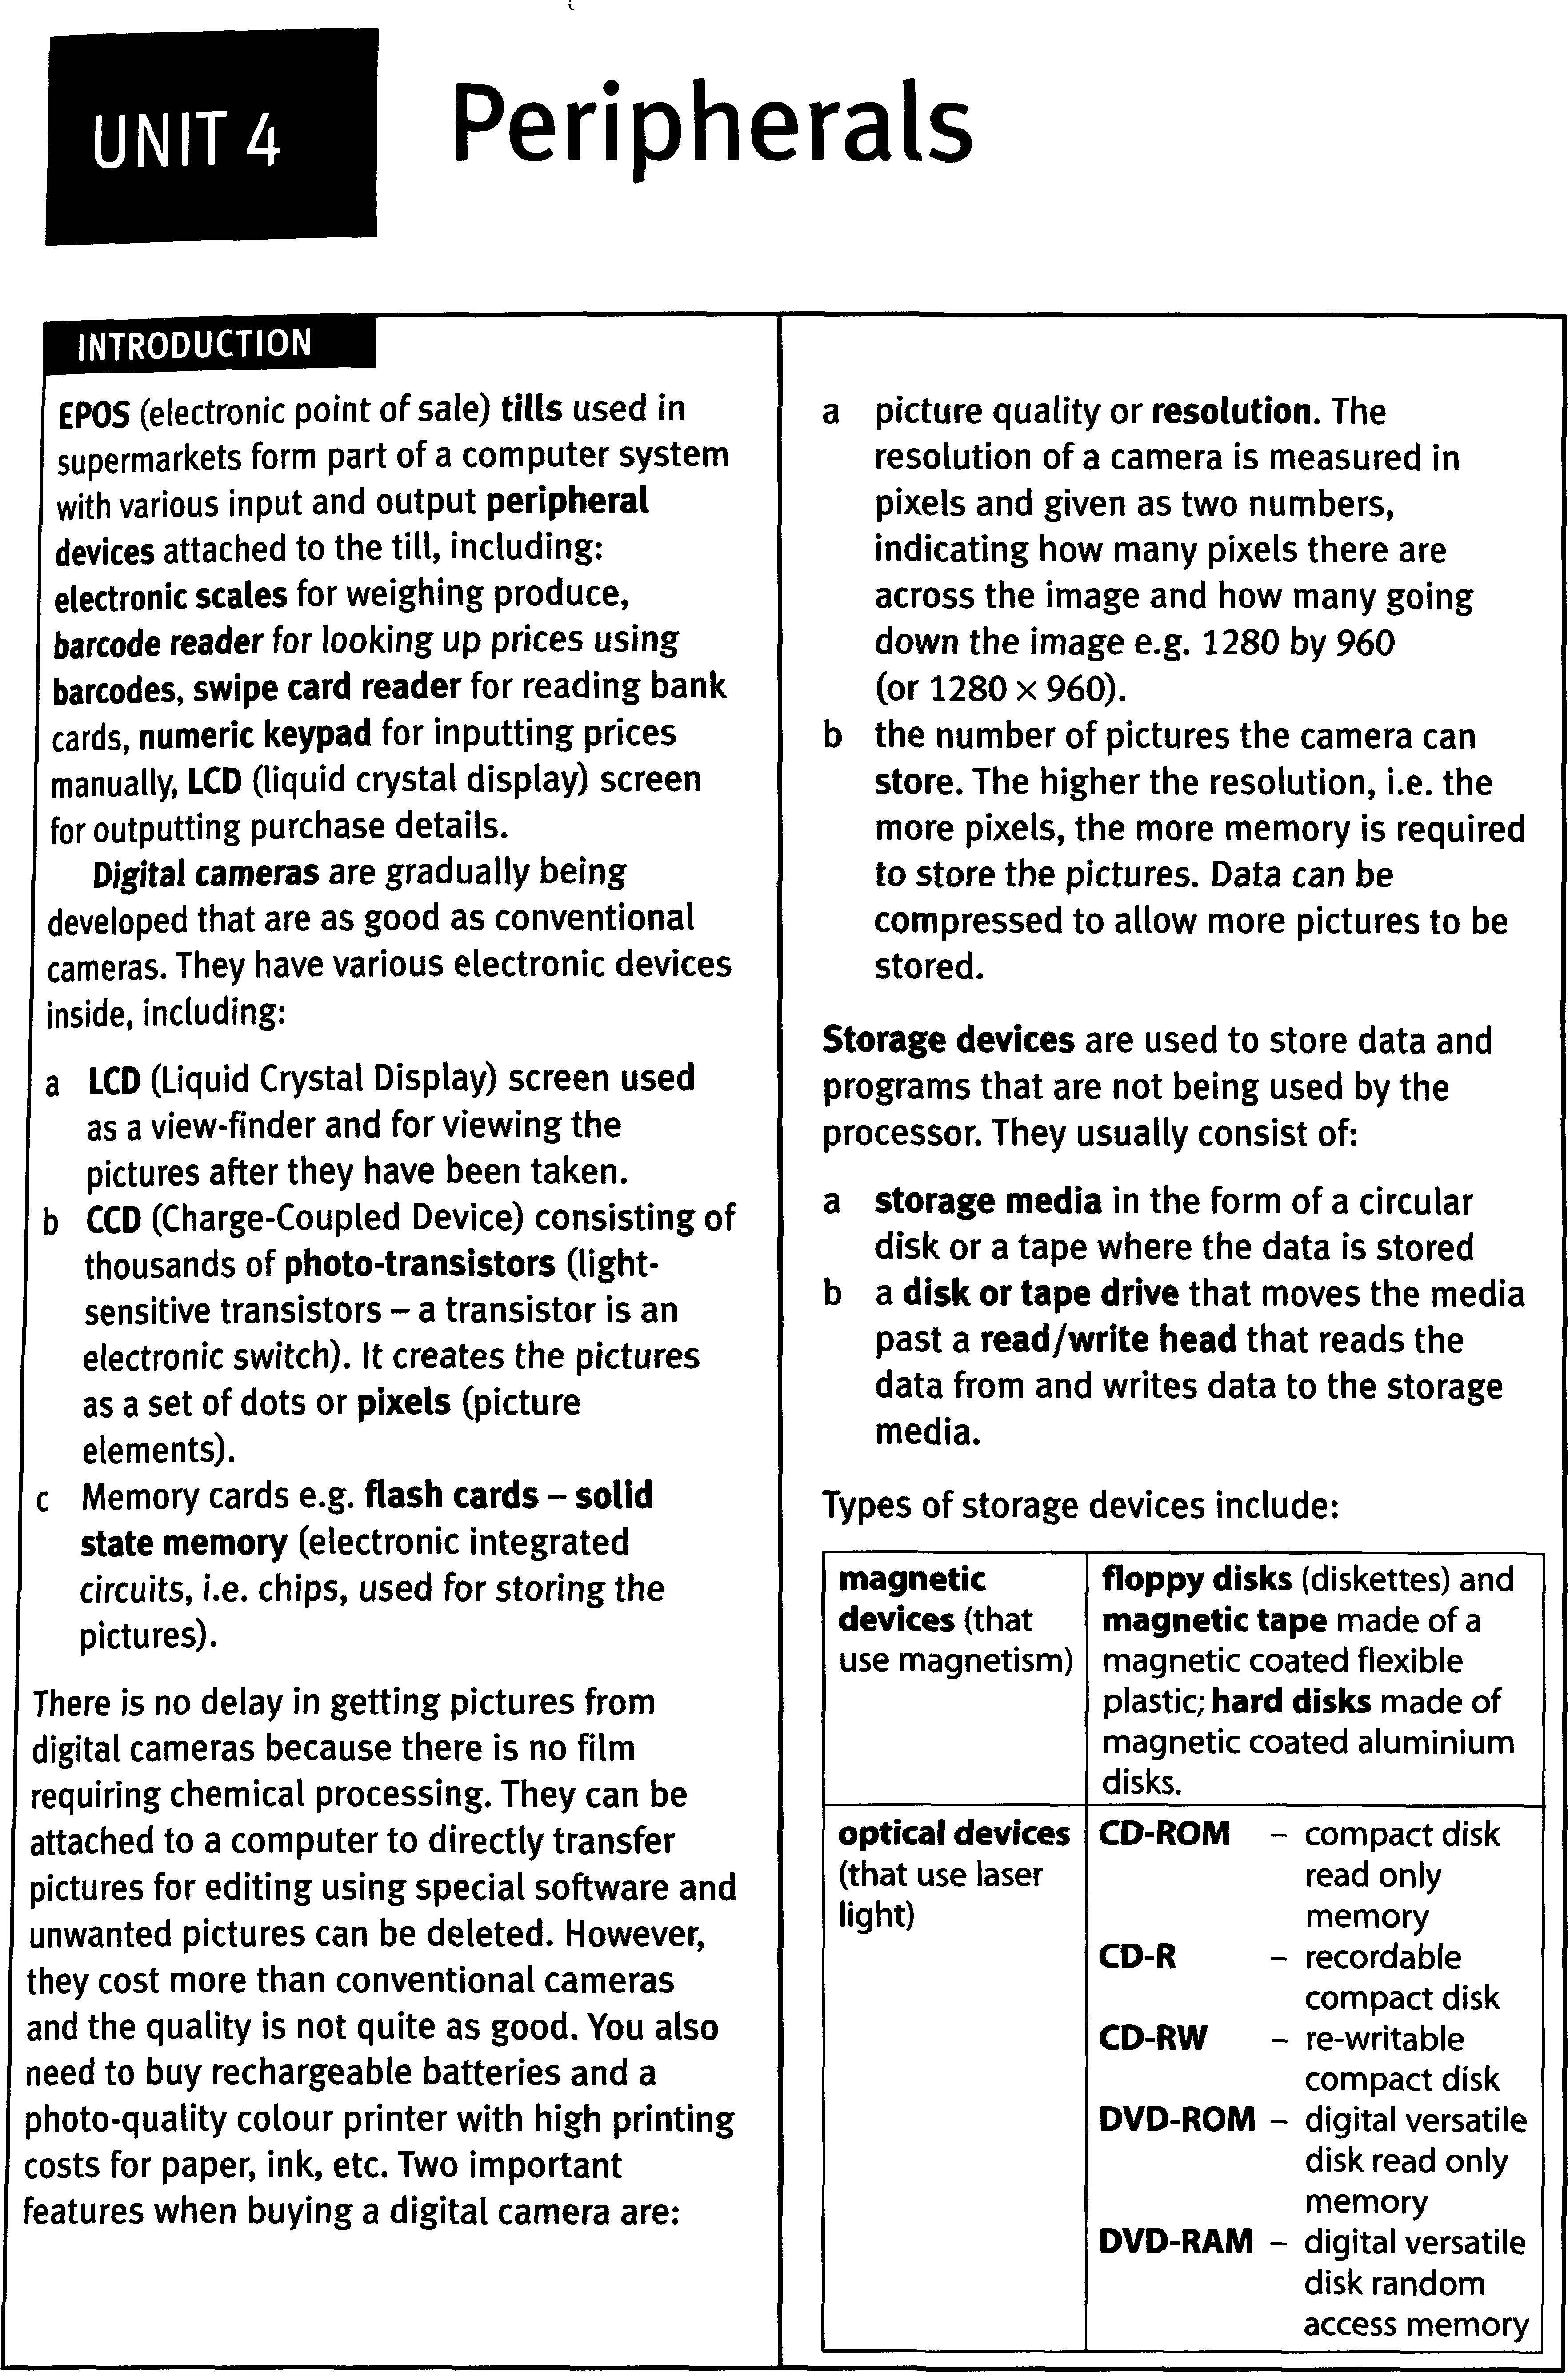 UNIT 4
Peripherals
INTRODUCTION
EPOS (electronic point of sale) tills used in
supermarkets form part of a computer system
with various input and output peripheral
devices attached to the till, including:
electronic scales for weighing produce,
barcode reader for looking up prices using
barcodes, swipe card reader for reading bank
cards, numeric keypad for inputting prices
manually, LCD (liquid crystal display) screen
for outputting purchase details.
Digital cameras are gradually being
developed that are as good as conventional
cameras. They have various electronic devices
inside, including:
a LCD (Liquid Crystal Display) screen used
as a view-finder and for viewing the
pictures after they have been taken.
b CCD (Charge-Coupled Device) consisting of
thousands of photo-transistors (light-
sensitive transistors – a transistor is an
electronic switch). It creates the pictures
as a set of dots or pixels (picture
elements).
c Memory cards e.g. flash cards – solid
state memory (electronic integrated
circuits, i.e. chips, used for storing the
pictures).
There is no delay in getting pictures from
digital cameras because there is no film
requiring chemical processing. They can be
attached to a computer to directly transfer
pictures for editing using special software and
unwanted pictures can be deleted. However,
they cost more than conventional cameras
and the quality is not quite as good. You also
need to buy rechargeable batteries and a
photo-quality colour printer with high printing
costs for paper, ink, etc. Two important
features when buying a digital camera are:
a picture quality or resolution. The
resolution of a camera is measured in
pixels and given as two numbers,
indicating how many pixels there are
across the image and how many going
down the image e.g. 1280 by 960
(or 1280 × 960).
b the number of pictures the camera can
store. The higher the resolution, i.e. the
more pixels, the more memory is required
to store the pictures. Data can be
compressed to allow more pictures to be
stored.
Storage devices are used to store data and
programs that are not being used by the
processor. They usually consist of:
a storage media in the form of a circular
disk or a tape where the data is stored
b a disk or tape drive that moves the media
past a read/write head that reads the
data from and writes data to the storage
media.
Types of storage devices include:
magnetic
devices (that
use magnetism)
floppy disks (diskettes) and
magnetic tape made of a
magnetic coated flexible
plastic; hard disks made of
magnetic coated aluminium
disks.
optical devices
(that use laser
light)
CD-ROM – compact disk
read only
memory
CD-R – recordable
compact disk
CD-RW – re-writable
compact disk
DVD-ROM – digital versatile
disk read only
memory
DVD-RAM – digital versatile
disk random
access memory